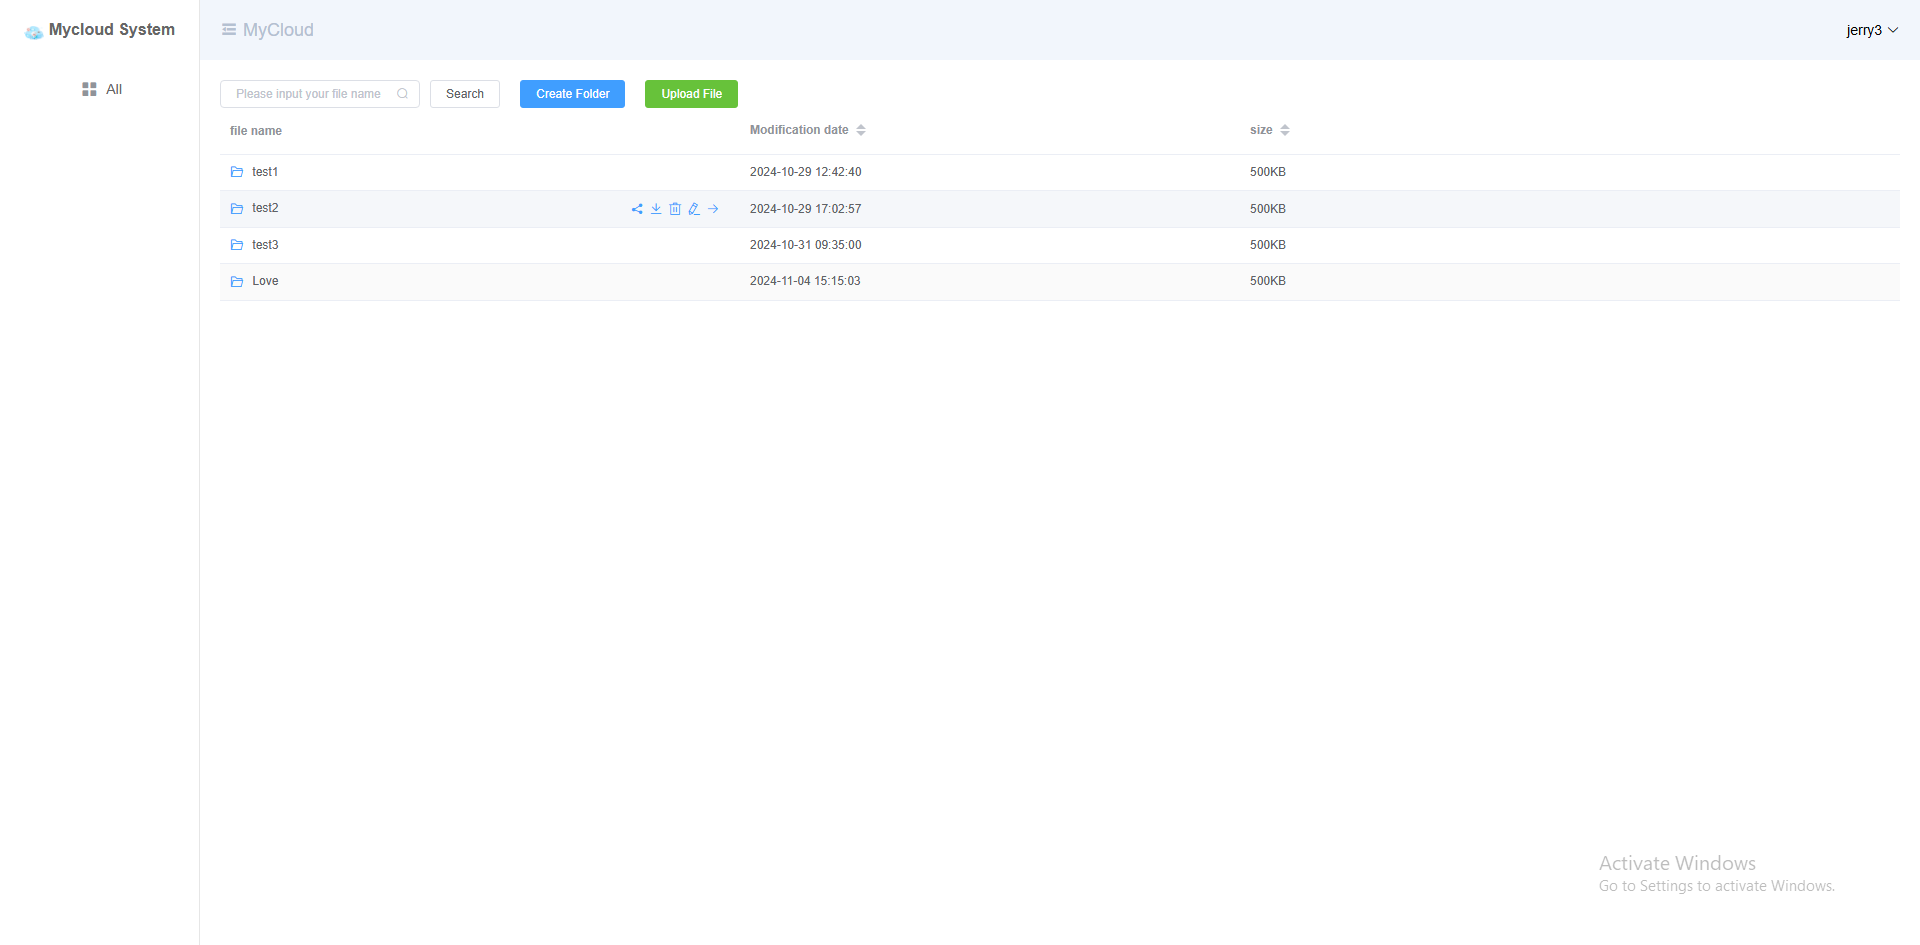 Mycloud System
MyCloud
jerry3
All
Please input your file name
Search
Create Folder
Upload File
file name Modification date size
test1 2024-10-29 12:42:40 500KB
test2 2024-10-29 17:02:57 500KB
test3 2024-10-31 09:35:00 500KB
Love 2024-11-04 15:15:03 500KB
Activate Windows
Go to Settings to activate Windows.